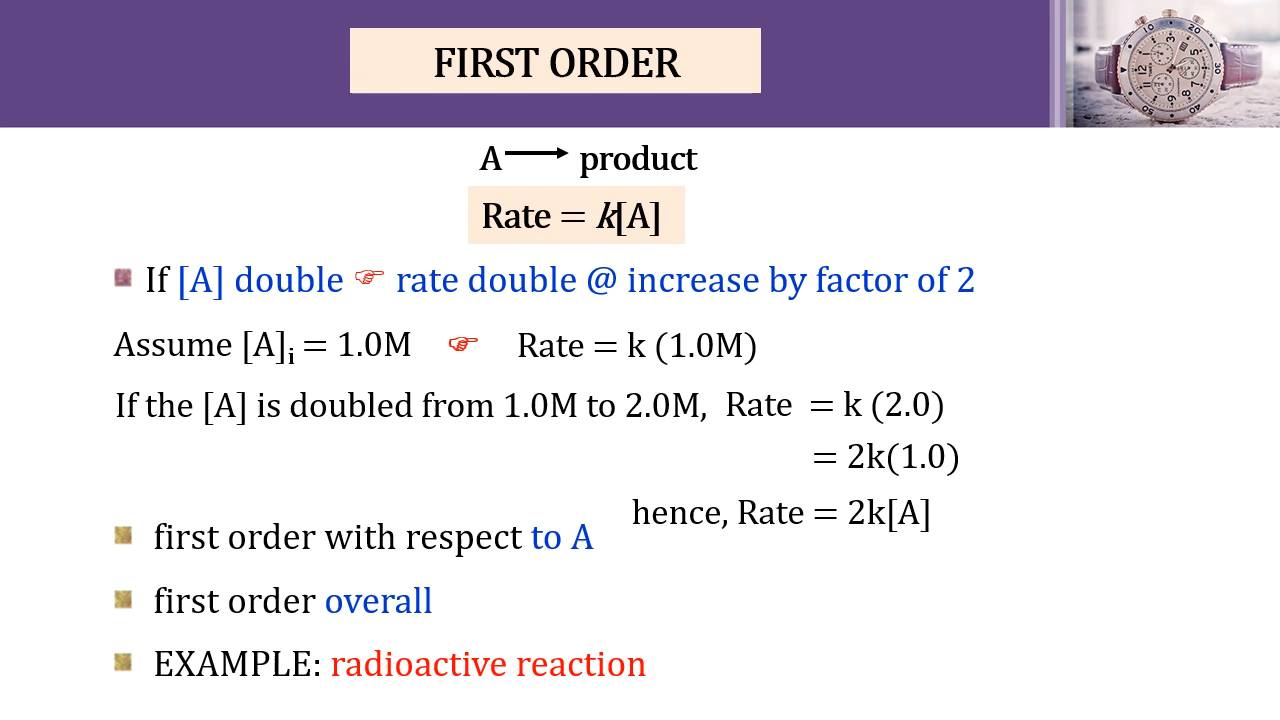 FIRST ORDER
A ⟶ product
Rate = k[A]
If [A] double ☞ rate double @ increase by factor of 2
Assume [A]i = 1.0M ☞ Rate = k (1.0M)
If the [A] is doubled from 1.0M to 2.0M, Rate = k (2.0)
= 2k(1.0)
hence, Rate = 2k[A]
first order with respect to A
first order overall
EXAMPLE: radioactive reaction